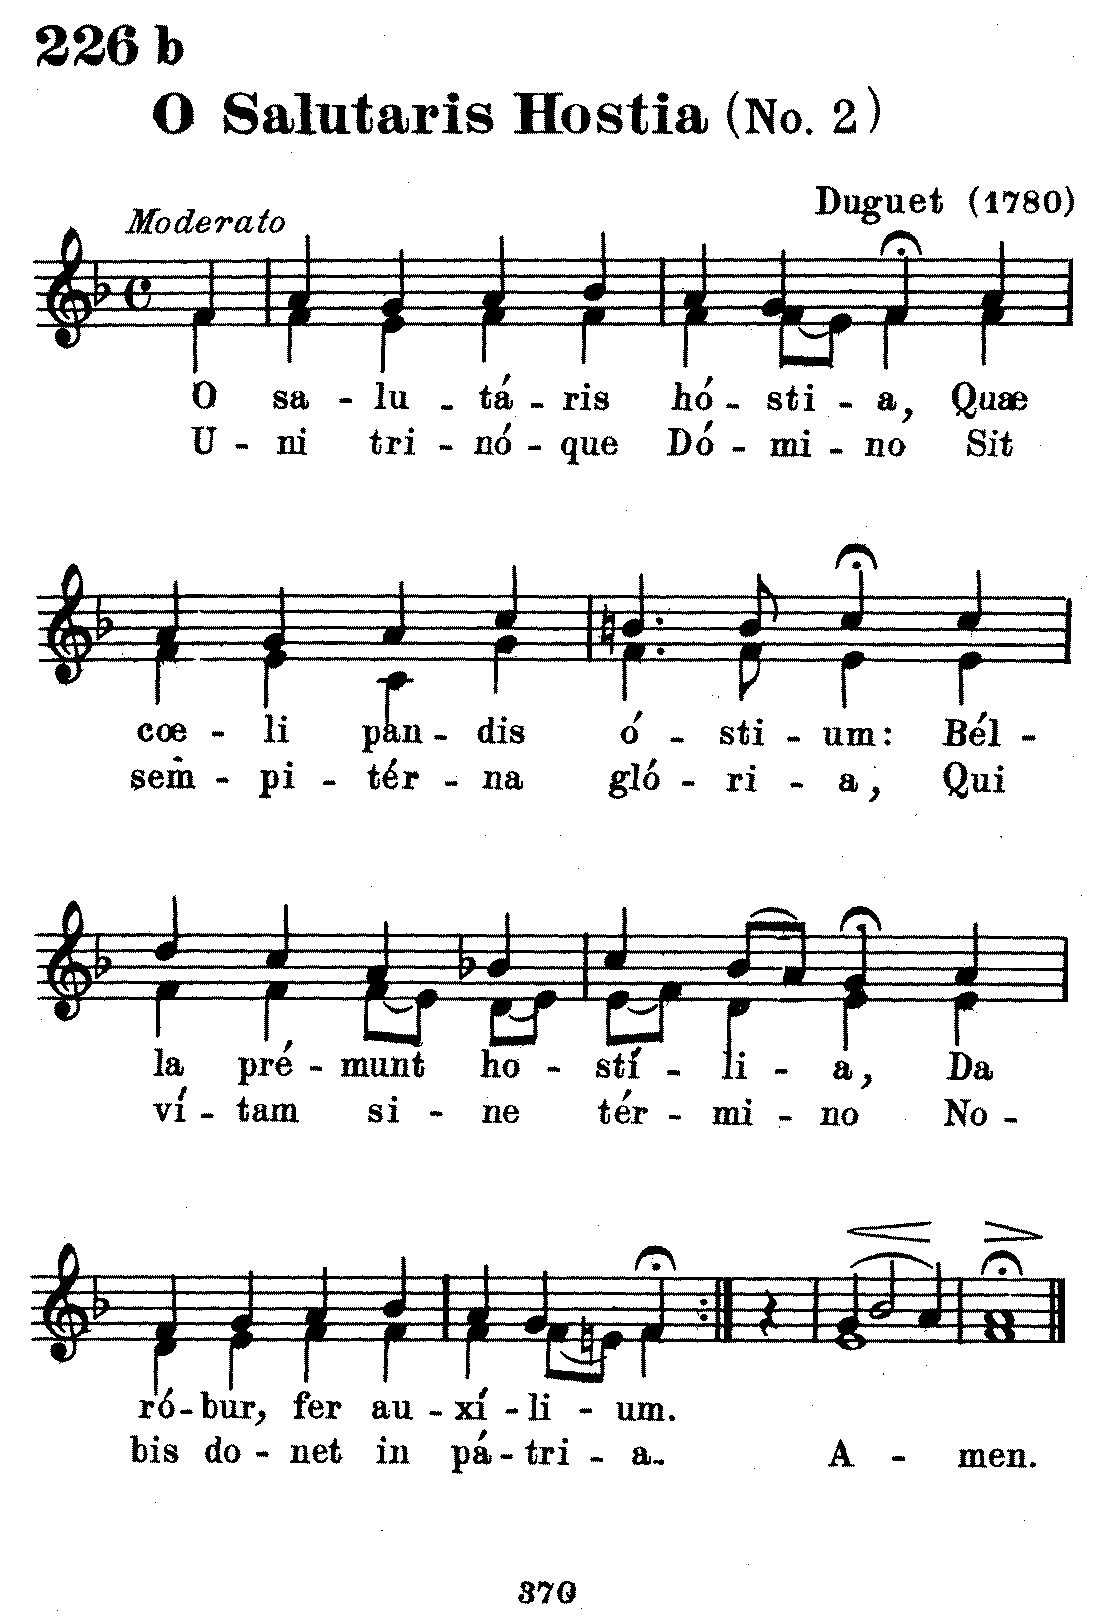 226 b
O Salutaris Hostia (No. 2)
Duguet (1780)
Moderato
O sa - lu - tá - ris hó - sti - a, Quæ
U - ni tri - nó - que Dó - mi - no Sit
cœ - li pan - dis ó - sti - um: Bél -
sem - pi - tér - na gló - ri - a, Qui
la pré - munt ho - stí - li - a, Da
ví - tam si - ne tér - mi - no No -
ró - bur, fer au - xí - li - um.
bis do - net in pá - tri - a. A - men.
370